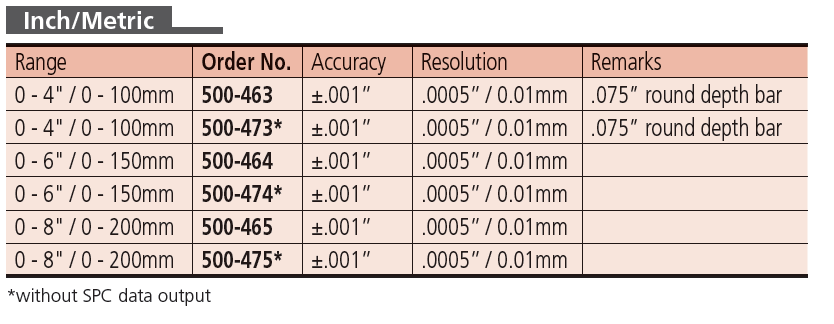 Inch/Metric
Range Order No. Accuracy Resolution Remarks
0 - 4" / 0 - 100mm 500-463 ±.001” .0005” / 0.01mm .075” round depth bar
0 - 4" / 0 - 100mm 500-473* ±.001” .0005” / 0.01mm .075” round depth bar
0 - 6" / 0 - 150mm 500-464 ±.001” .0005” / 0.01mm
0 - 6" / 0 - 150mm 500-474* ±.001” .0005” / 0.01mm
0 - 8" / 0 - 200mm 500-465 ±.001” .0005” / 0.01mm
0 - 8" / 0 - 200mm 500-475* ±.001” .0005” / 0.01mm
*without SPC data output